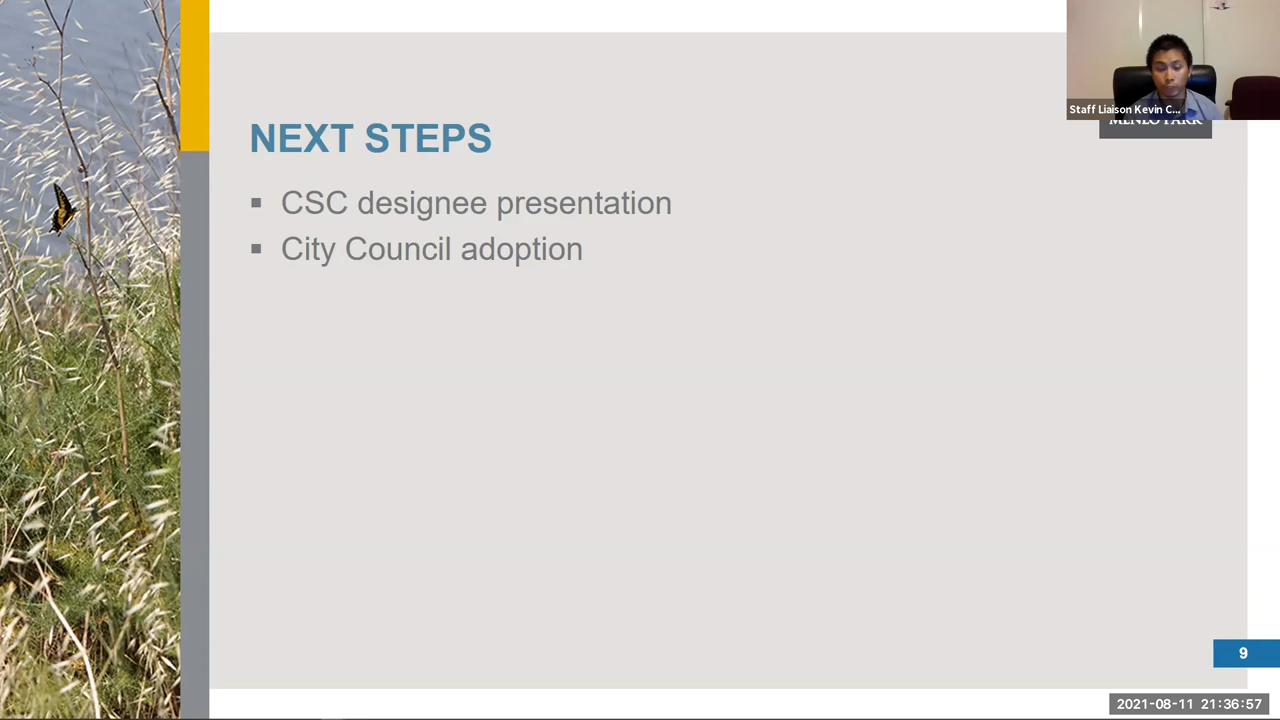 Staff Liaison Kevin C...
MENLO PARK
NEXT STEPS
CSC designee presentation
City Council adoption
9
2021-08-11 21:36:57